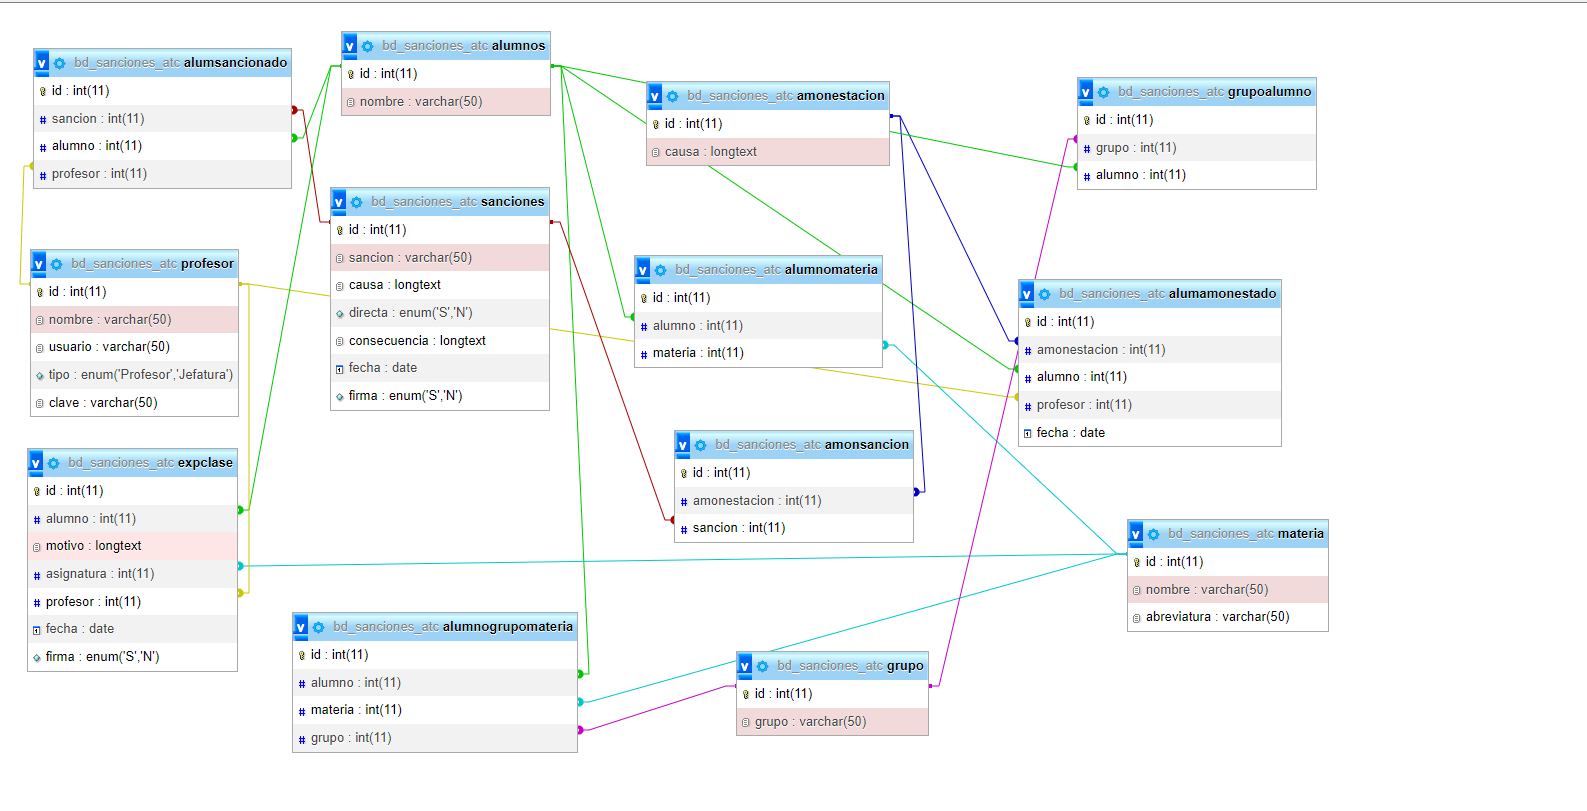 bd_sanciones_atc alumsancionado
id : int(11)
sancion : int(11)
alumno : int(11)
profesor : int(11)
bd_sanciones_atc alumnos
id : int(11)
nombre : varchar(50)
bd_sanciones_atc amonestacion
id : int(11)
causa : longtext
bd_sanciones_atc grupoalumno
id : int(11)
grupo : int(11)
alumno : int(11)
bd_sanciones_atc profesor
id : int(11)
nombre : varchar(50)
usuario : varchar(50)
tipo : enum('Profesor','Jefatura')
clave : varchar(50)
bd_sanciones_atc sanciones
id : int(11)
sancion : varchar(50)
causa : longtext
directa : enum('S','N')
consecuencia : longtext
fecha : date
firma : enum('S','N')
bd_sanciones_atc alumnomateria
id : int(11)
alumno : int(11)
materia : int(11)
bd_sanciones_atc alumamonestado
id : int(11)
amonestacion : int(11)
alumno : int(11)
profesor : int(11)
fecha : date
bd_sanciones_atc expclase
id : int(11)
alumno : int(11)
motivo : longtext
asignatura : int(11)
profesor : int(11)
fecha : date
firma : enum('S','N')
bd_sanciones_atc amonsancion
id : int(11)
amonestacion : int(11)
sancion : int(11)
bd_sanciones_atc materia
id : int(11)
nombre : varchar(50)
abreviatura : varchar(50)
bd_sanciones_atc alumnogrupomateria
id : int(11)
alumno : int(11)
materia : int(11)
grupo : int(11)
bd_sanciones_atc grupo
id : int(11)
grupo : varchar(50)